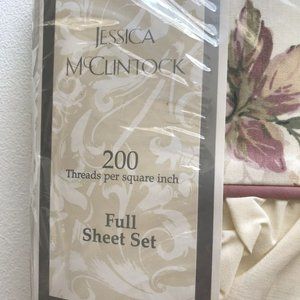 JESSICA
McCLINTOCK
200
Threads per square inch
Full
Sheet Set